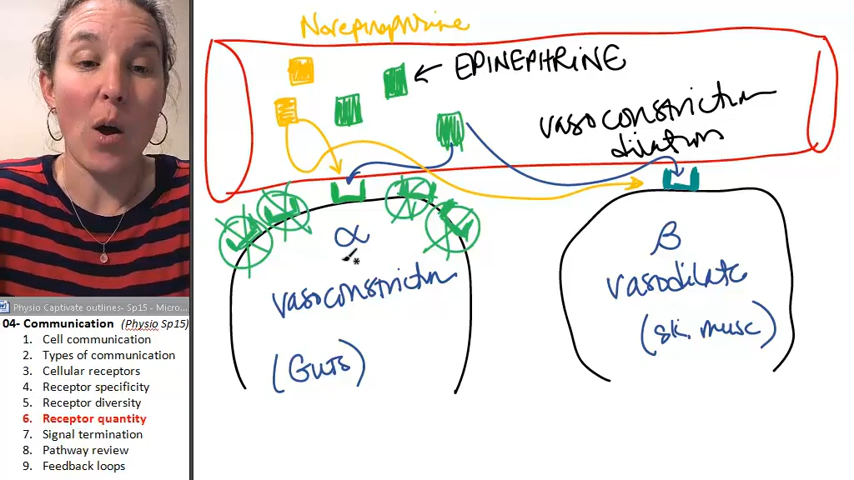 Norepinephrine
EPINEPHRINE
vasoconstriction
dilation
α
vasoconstriction
(Guts)
β
vasodilate
(sk. musc)
Physio Captivate outlines- Sp15 - Micro...
04- Communication (Physio Sp15)
1. Cell communication
2. Types of communication
3. Cellular receptors
4. Receptor specificity
5. Receptor diversity
6. Receptor quantity
7. Signal termination
8. Pathway review
9. Feedback loops